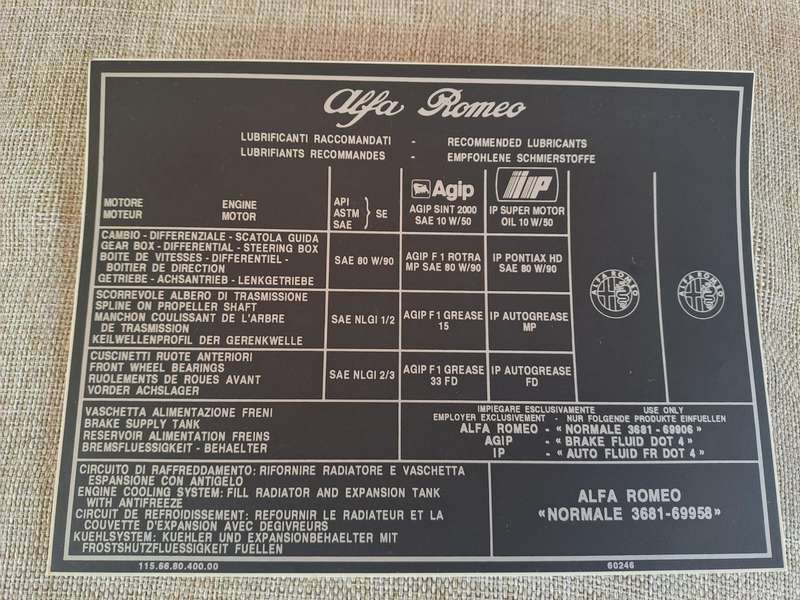 Alfa Romeo
LUBRIFICANTI RACCOMANDATI - RECOMMENDED LUBRICANTS
LUBRIFIANTS RECOMMANDES - EMPFOHLENE SCHMIERSTOFFE
MOTORE ENGINE
MOTEUR MOTOR
API
ASTM
SAE
SE
Agip
AGIP SINT 2000
SAE 10 W/50
IP
IP SUPER MOTOR
OIL 10 W/50
CAMBIO - DIFFERENZIALE - SCATOLA GUIDA
GEAR BOX - DIFFERENTIAL - STEERING BOX
BOITE DE VITESSES - DIFFERENTIEL -
BOITIER DE DIRECTION
GETRIEBE - ACHSANTRIEB - LENKGETRIEBE
SAE 80 W/90
AGIP F 1 ROTRA
MP SAE 80 W/90
IP PONTIAX HD
SAE 80 W/90
SCORREVOLE ALBERO DI TRASMISSIONE
SPLINE ON PROPELLER SHAFT
MANCHON COULISSANT DE L'ARBRE
DE TRASMISSION
KEILWELLENPROFIL DER GERENKWELLE
SAE NLGI 1/2
AGIP F 1 GREASE
15
IP AUTOGREASE
MP
CUSCINETTI RUOTE ANTERIORI
FRONT WHEEL BEARINGS
RUOLEMENTS DE ROUES AVANT
VORDER ACHSLAGER
SAE NLGI 2/3
AGIP F 1 GREASE
33 FD
IP AUTOGREASE
FD
ALFA ROMEO
ALFA ROMEO
VASCHETTA ALIMENTAZIONE FRENI
BRAKE SUPPLY TANK
RESERVOIR ALIMENTATION FREINS
BREMSFLUESSIGKEIT - BEHAELTER
IMPIEGARE ESCLUSIVAMENTE USE ONLY
EMPLOYER EXCLUSIVEMENT - NUR FOLGENDE PRODUKTE EINFUELLEN
ALFA ROMEO - «NORMALE 3681 - 69906»
AGIP - « BRAKE FLUID DOT 4 »
IP - « AUTO FLUID FR DOT 4 »
CIRCUITO DI RAFFREDDAMENTO: RIFORNIRE RADIATORE E VASCHETTA
ESPANSIONE CON ANTIGELO
ENGINE COOLING SYSTEM: FILL RADIATOR AND EXPANSION TANK
WITH ANTIFREEZE
CIRCUIT DE REFROIDISSEMENT: REFOURNIR LE RADIATEUR ET LA
COUVETTE D'EXPANSION AVEC DEGIVREURS
KUEHLSYSTEM: KUEHLER UND EXPANSIONBEHAELTER MIT
FROSTSHUTZFLUESSIGKEIT FUELLEN
ALFA ROMEO
«NORMALE 3681-69958»
115.66.80.400.00
60246